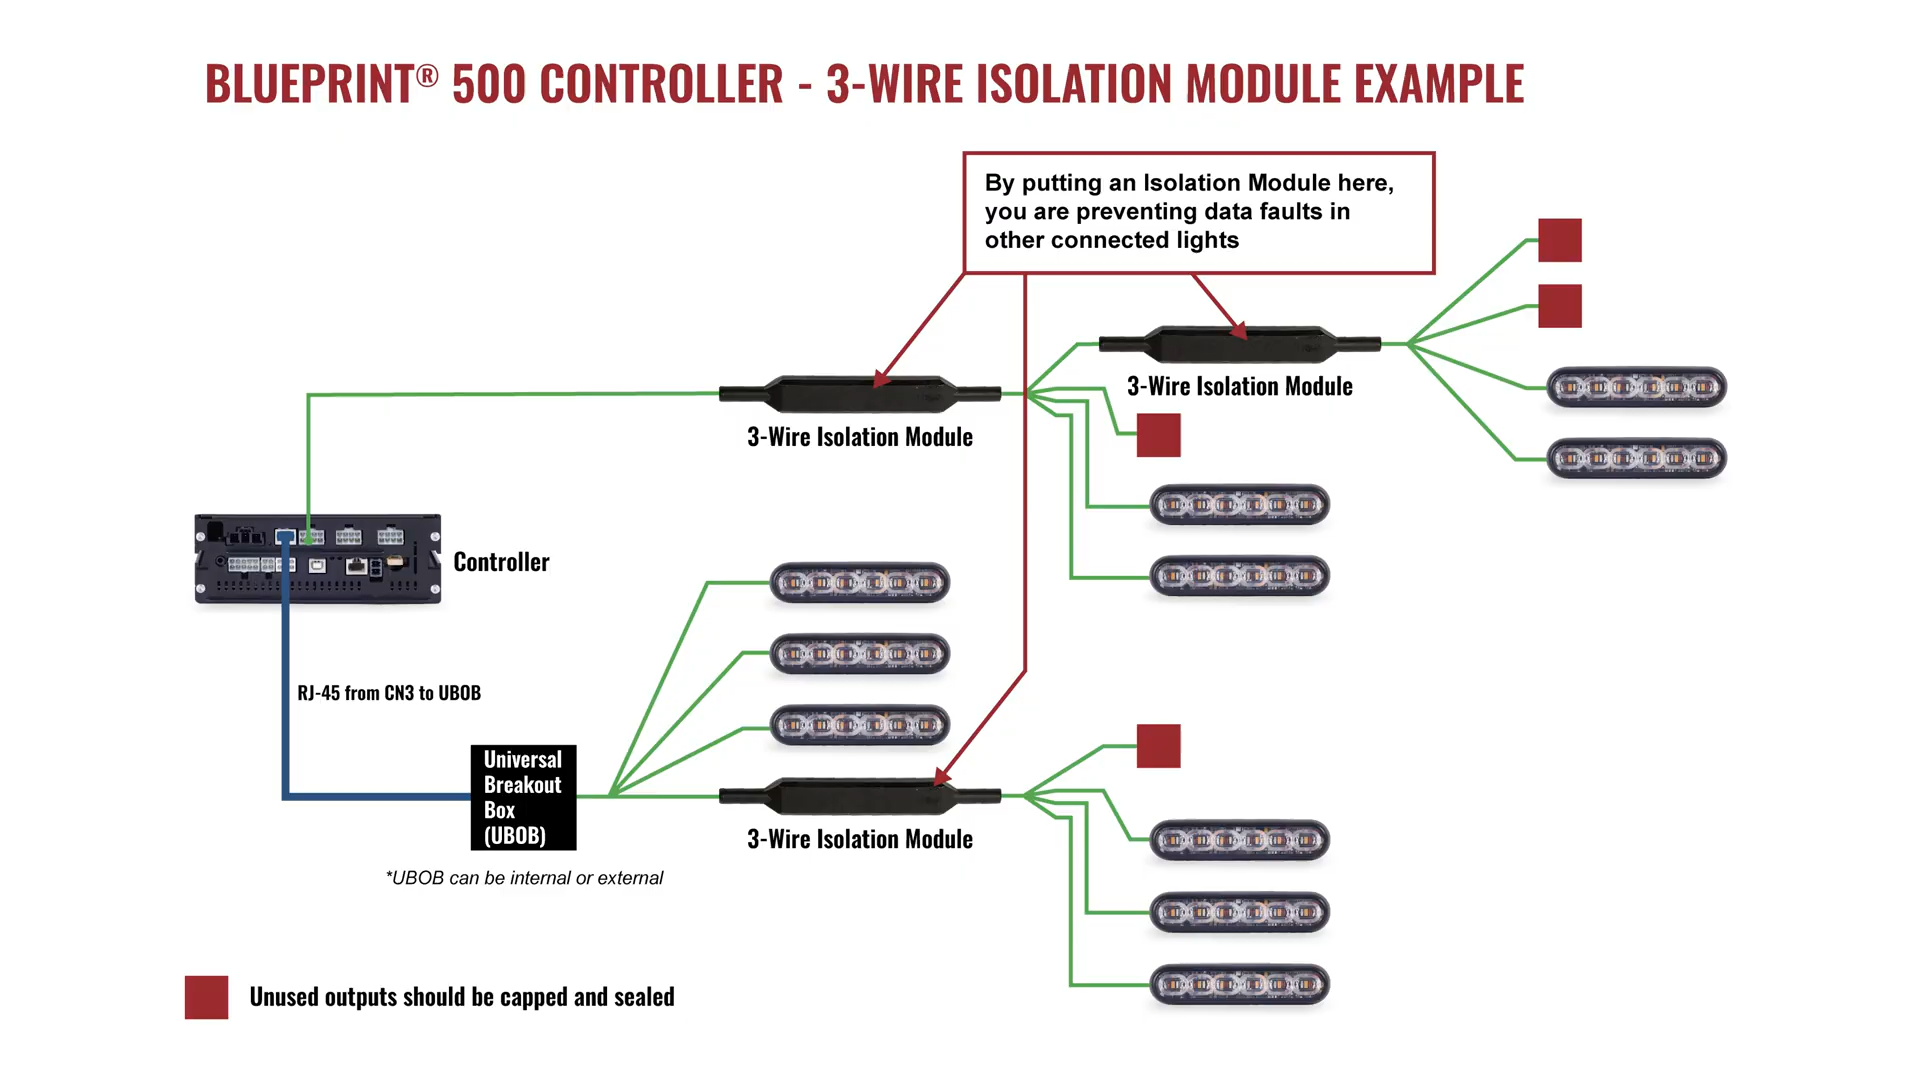 BLUEPRINT® 500 CONTROLLER - 3-WIRE ISOLATION MODULE EXAMPLE
By putting an Isolation Module here,
you are preventing data faults in
other connected lights
3-Wire Isolation Module
3-Wire Isolation Module
Controller
RJ-45 from CN3 to UBOB
Universal
Breakout
Box
(UBOB)
3-Wire Isolation Module
*UBOB can be internal or external
Unused outputs should be capped and sealed